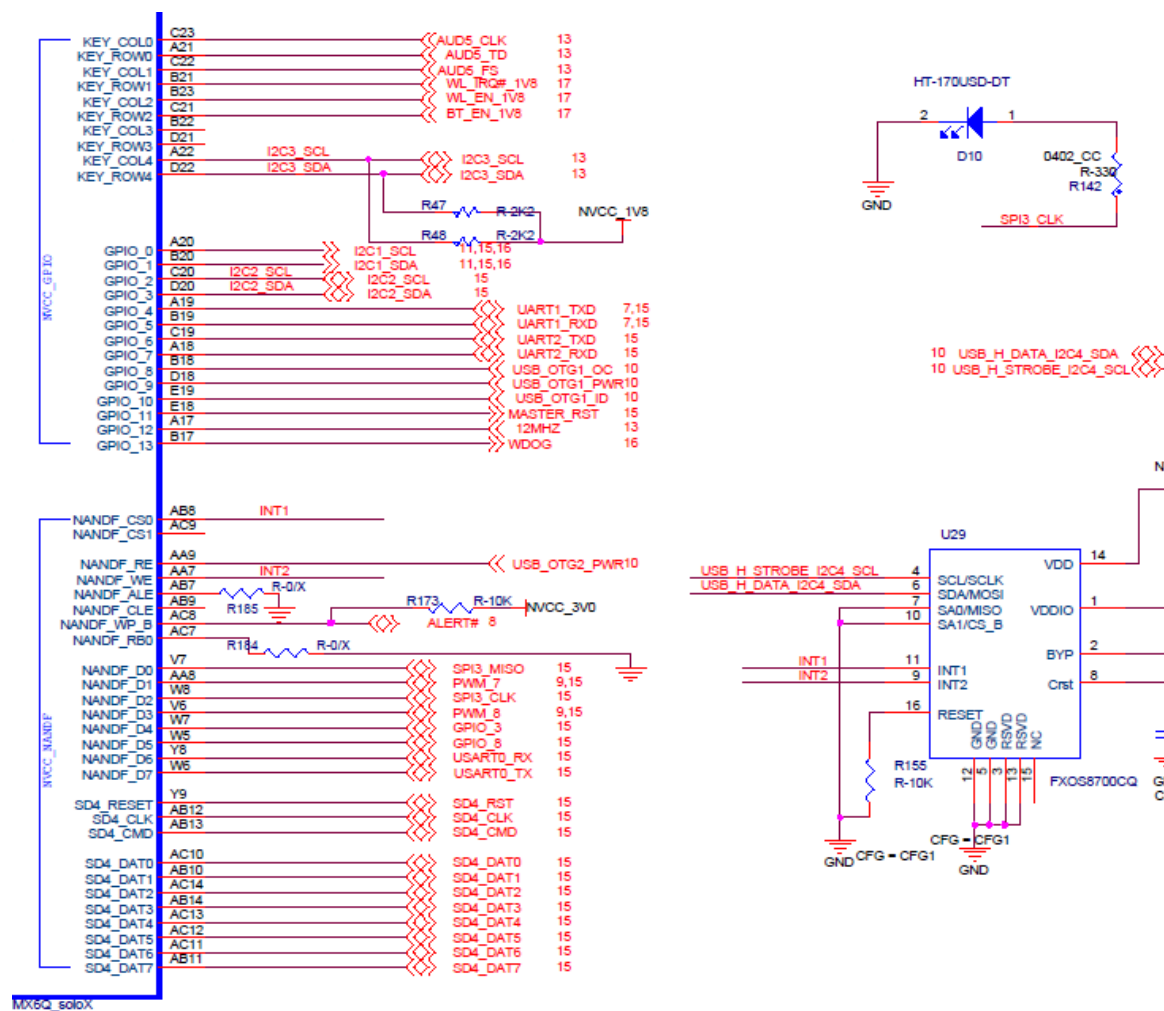 KEY_COL0 C23 AUD5_CLK 13
KEY_ROW0 A21 AUD5_TD 13
KEY_COL1 C22 AUD5_FS 13
KEY_ROW1 B21 WL_IRQ#_1V8 17
KEY_COL2 B23 WL_EN_1V8 17
KEY_ROW2 C21 BT_EN_1V8 17
KEY_COL3 B22
KEY_ROW3 D21
KEY_COL4 A22 I2C3_SCL I2C3_SCL 13
KEY_ROW4 D22 I2C3_SDA I2C3_SDA 13
R47 R-2K2 NVCC_1V8
R48 R-2K2
NVCC_GPIO
GPIO_0 A20 I2C1_SCL 11,15,16
GPIO_1 B20 I2C1_SDA 11,15,16
GPIO_2 C20 I2C2_SCL I2C2_SCL 15
GPIO_3 D20 I2C2_SDA I2C2_SDA 15
GPIO_4 A19 UART1_TXD 7,15
GPIO_5 B19 UART1_RXD 7,15
GPIO_6 C19 UART2_TXD 15
GPIO_7 A18 UART2_RXD 15
GPIO_8 B18 USB_OTG1_OC 10
GPIO_9 D18 USB_OTG1_PWR 10
GPIO_10 E19 USB_OTG1_ID 10
GPIO_11 E18 MASTER_RST 15
GPIO_12 A17 12MHZ 13
GPIO_13 B17 WDOG 16
NANDF_CS0 AB8 INT1
NANDF_CS1 AC9
NANDF_RE AA9 USB_OTG2_PWR 10
NANDF_WE AA7 INT2
NANDF_ALE AB7 R-0/X
R185
NANDF_CLE AB9 R173 R-10K NVCC_3V0
NANDF_WP_B AC8 ALERT# 8
NANDF_RB0 AC7 R184 R-0/X
NVCC_NANDF
NANDF_D0 V7 SPI3_MISO 15
NANDF_D1 AA8 PWM_7 9,15
NANDF_D2 W8 SPI3_CLK 15
NANDF_D3 V6 PWM_8 9,15
NANDF_D4 W7 GPIO_3 15
NANDF_D5 W5 GPIO_8 15
NANDF_D6 Y8 USART0_RX 15
NANDF_D7 W6 USART0_TX 15
SD4_RESET Y9 SD4_RST 15
SD4_CLK AB12 SD4_CLK 15
SD4_CMD AB13 SD4_CMD 15
SD4_DAT0 AC10 SD4_DAT0 15
SD4_DAT1 AB10 SD4_DAT1 15
SD4_DAT2 AC14 SD4_DAT2 15
SD4_DAT3 AB14 SD4_DAT3 15
SD4_DAT4 AC13 SD4_DAT4 15
SD4_DAT5 AC12 SD4_DAT5 15
SD4_DAT6 AC11 SD4_DAT6 15
SD4_DAT7 AB11 SD4_DAT7 15
MX6Q_soloX
HT-170USD-DT
2 1
D10
0402_CC
R-330
R142
GND
SPI3_CLK
10 USB_H_DATA_I2C4_SDA
10 USB_H_STROBE_I2C4_SCL
N
U29
USB_H_STROBE_I2C4_SCL 4 SCL/SCLK VDD 14
USB_H_DATA_I2C4_SDA 6 SDA/MOSI
7 SA0/MISO VDDIO 1
10 SA1/CS_B
BYP 2
INT1 11 INT1
INT2 9 INT2 Crst 8
16 RESET
GND GND RSVD RSVD NC
12 5 3 13 15
FXOS8700CQ
R155
R-10K
G
C
CFG = CFG1
GND CFG = CFG1
GND